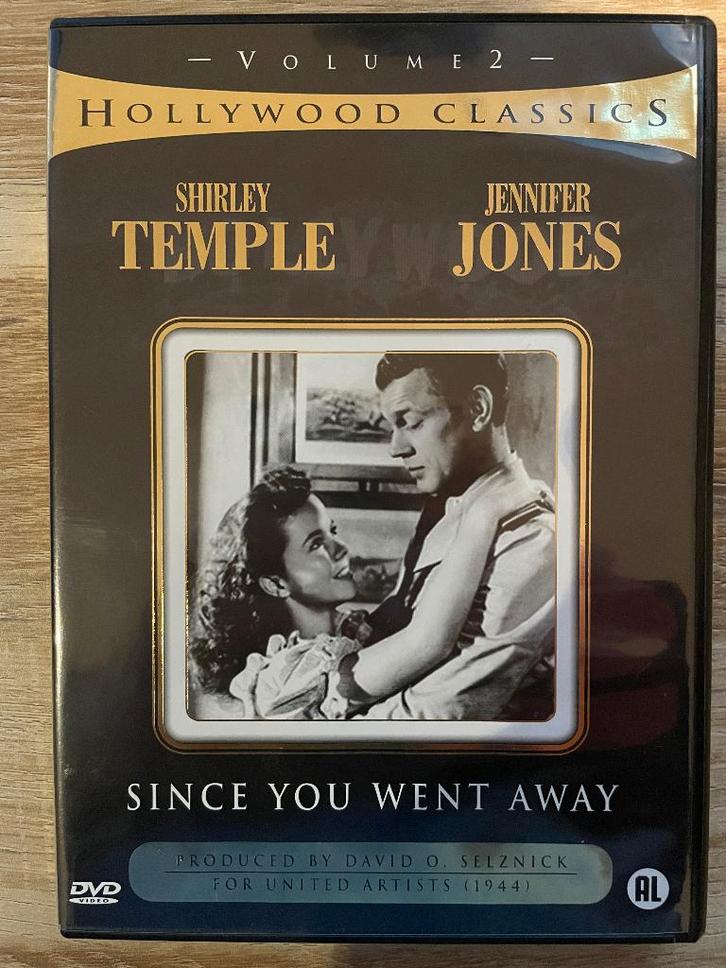 — VOLUME 2 —
HOLLYWOOD CLASSICS
SHIRLEY
TEMPLE
JENNIFER
JONES
SINCE YOU WENT AWAY
PRODUCED BY DAVID O. SELZNICK
FOR UNITED ARTISTS (1944)
DVD
VIDEO
AL